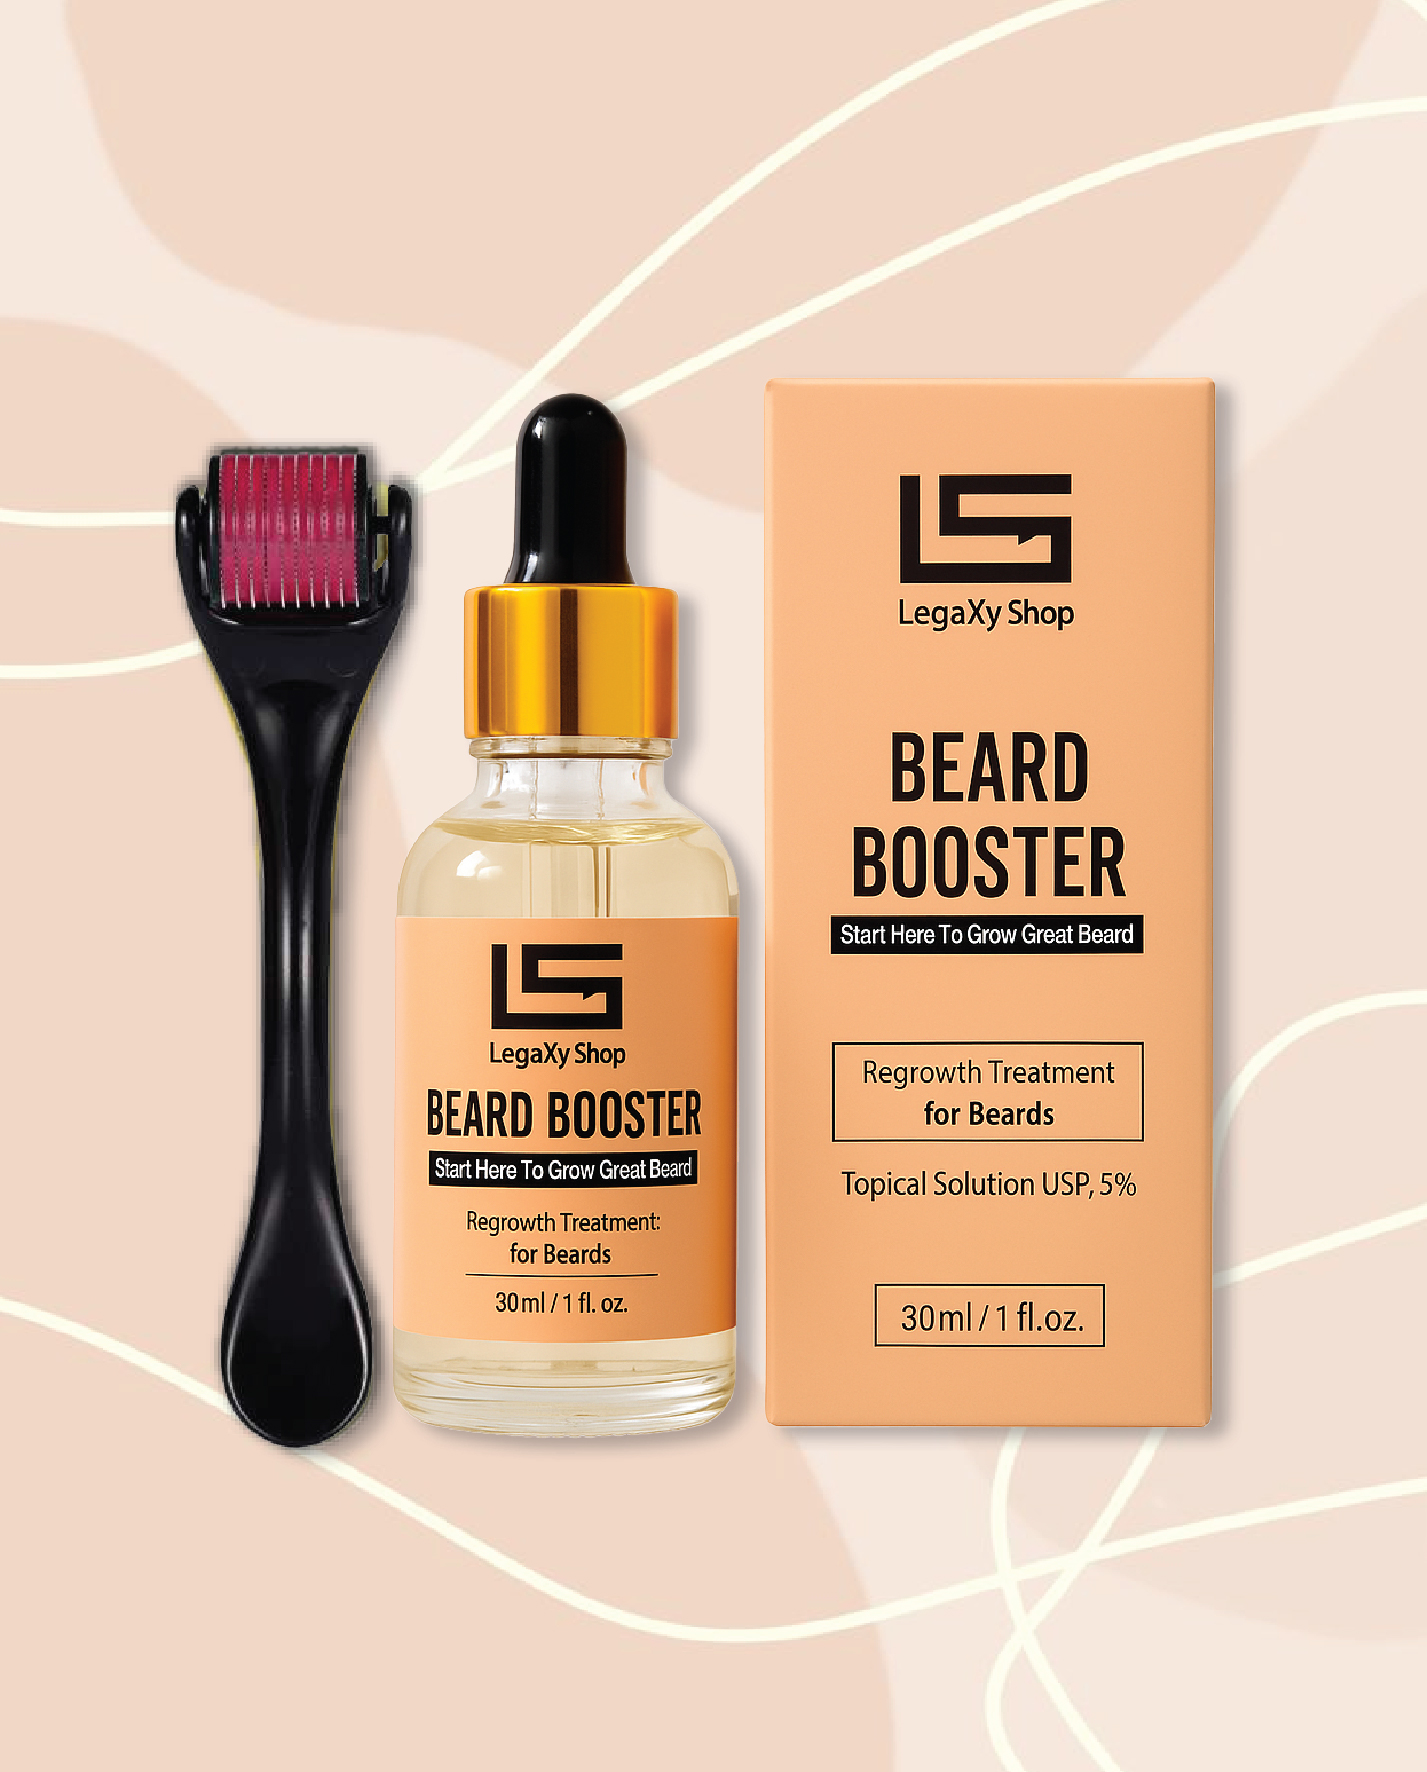 LS
LegaXy Shop
BEARD BOOSTER
Start Here To Grow Great Beard
Regrowth Treatment:
for Beards
30ml / 1 fl. oz.
LS
LegaXy Shop
BEARD
BOOSTER
Start Here To Grow Great Beard
Regrowth Treatment
for Beards
Topical Solution USP, 5%
30ml / 1 fl.oz.